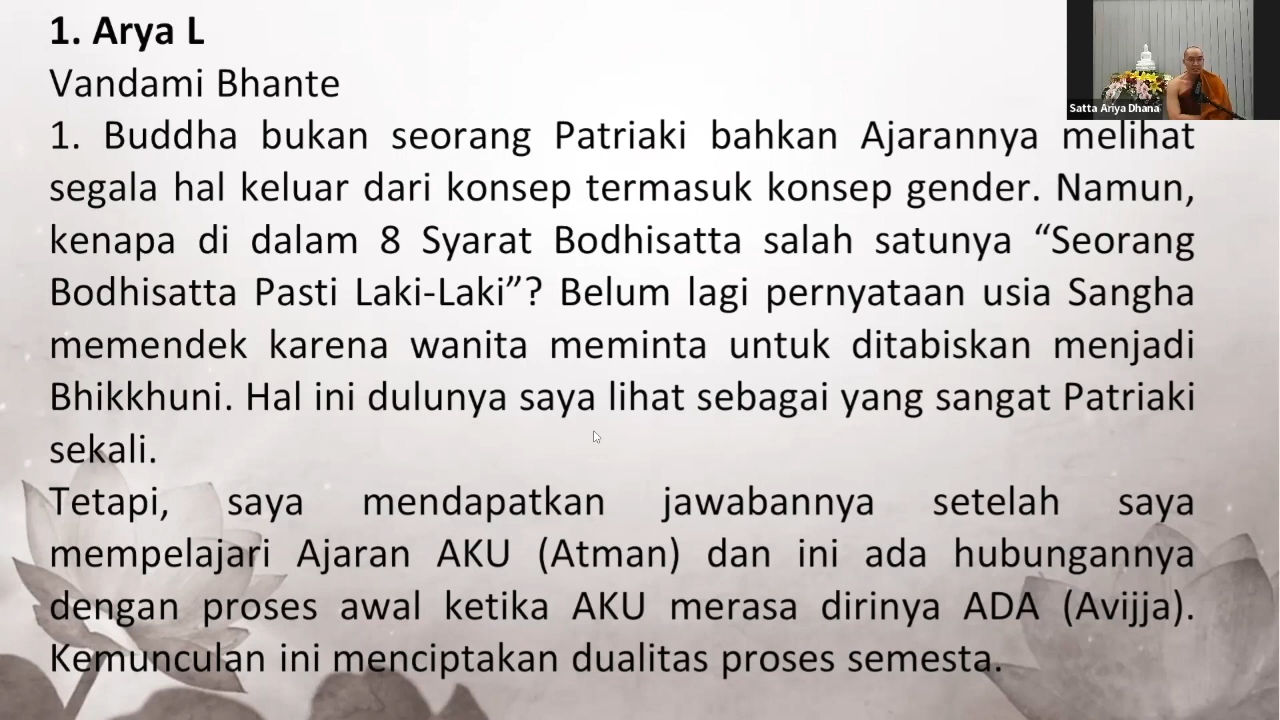 1. Arya L
Vandami Bhante
1. Buddha bukan seorang Patriaki bahkan Ajarannya melihat
segala hal keluar dari konsep termasuk konsep gender. Namun,
kenapa di dalam 8 Syarat Bodhisatta salah satunya “Seorang
Bodhisatta Pasti Laki-Laki”? Belum lagi pernyataan usia Sangha
memendek karena wanita meminta untuk ditabiskan menjadi
Bhikkhuni. Hal ini dulunya saya lihat sebagai yang sangat Patriaki
sekali.
Tetapi, saya mendapatkan jawabannya setelah saya
mempelajari Ajaran AKU (Atman) dan ini ada hubungannya
dengan proses awal ketika AKU merasa dirinya ADA (Avijja).
Kemunculan ini menciptakan dualitas proses semesta.
Satta Ariya Dhana